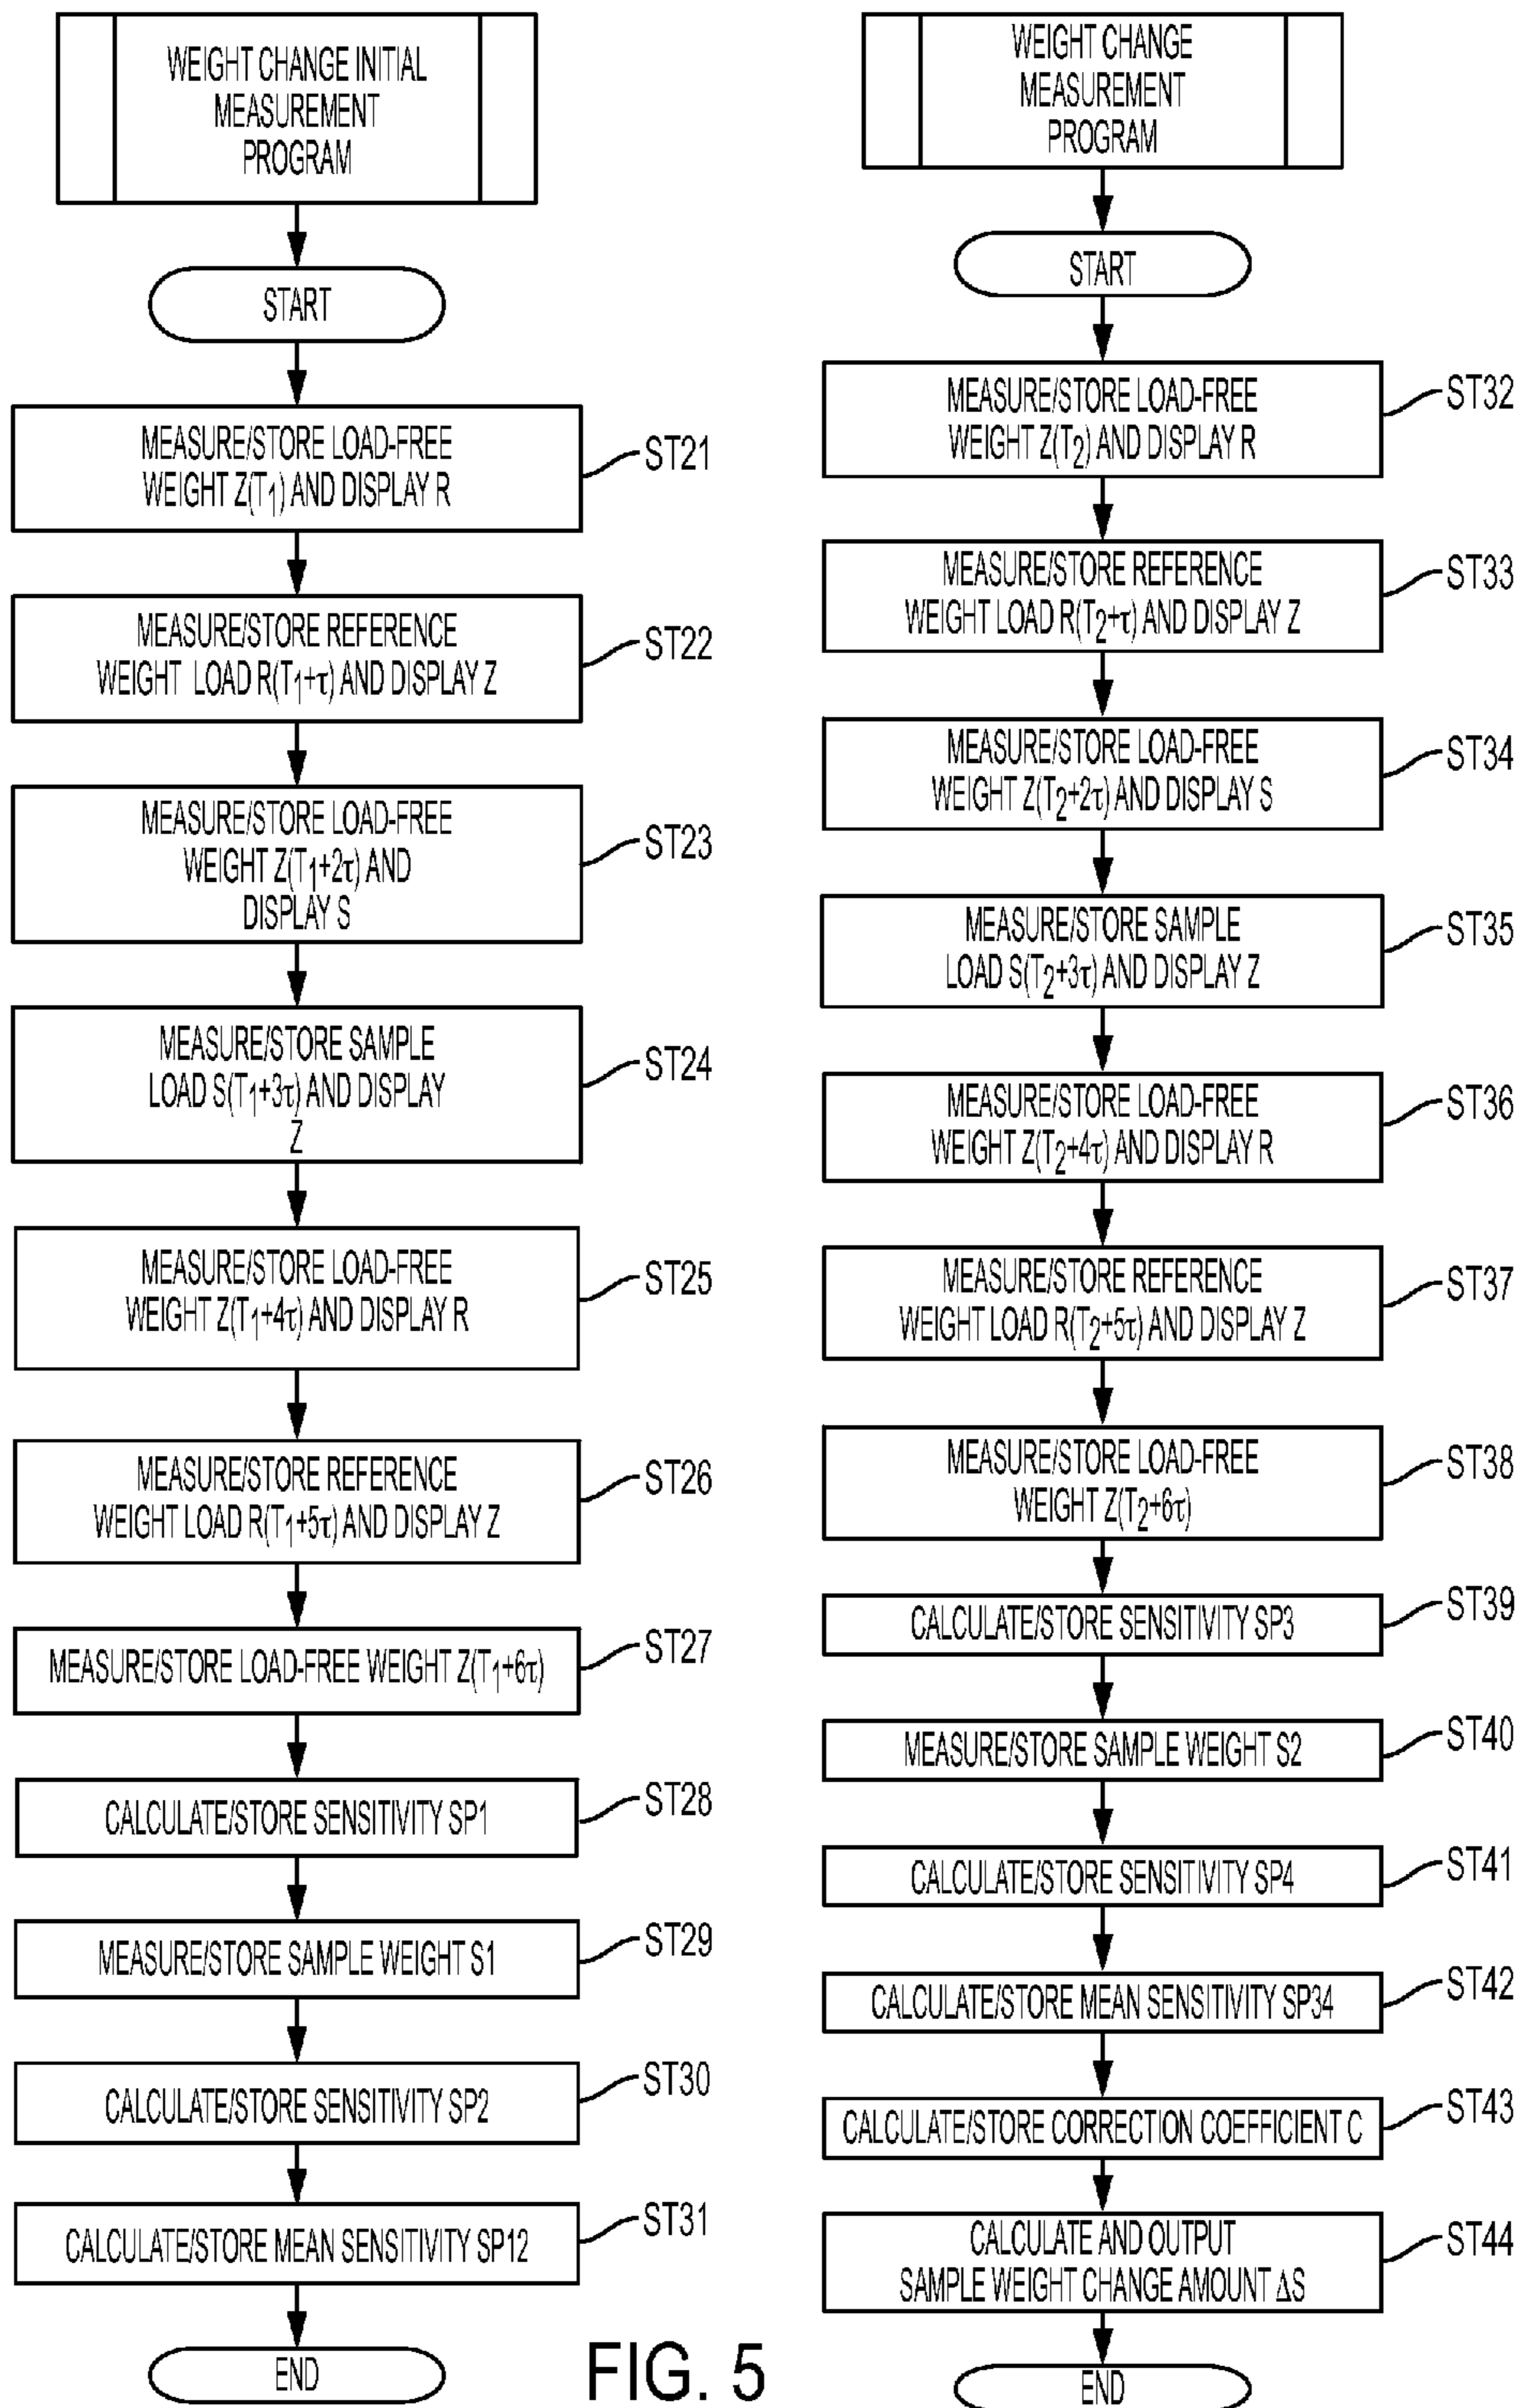 WEIGHT CHANGE INITIAL
MEASUREMENT
PROGRAM
START
MEASURE/STORE LOAD-FREE
WEIGHT Z(T₁) AND DISPLAY R
ST21
MEASURE/STORE REFERENCE
WEIGHT LOAD R(T₁+τ) AND DISPLAY Z
ST22
MEASURE/STORE LOAD-FREE
WEIGHT Z(T₁+2τ) AND
DISPLAY S
ST23
MEASURE/STORE SAMPLE
LOAD S(T₁+3τ) AND DISPLAY
Z
ST24
MEASURE/STORE LOAD-FREE
WEIGHT Z(T₁+4τ) AND DISPLAY R
ST25
MEASURE/STORE REFERENCE
WEIGHT LOAD R(T₁+5τ) AND DISPLAY Z
ST26
MEASURE/STORE LOAD-FREE WEIGHT Z(T₁+6τ)
ST27
CALCULATE/STORE SENSITIVITY SP1
ST28
MEASURE/STORE SAMPLE WEIGHT S1
ST29
CALCULATE/STORE SENSITIVITY SP2
ST30
CALCULATE/STORE MEAN SENSITIVITY SP12
ST31
END
WEIGHT CHANGE
MEASUREMENT
PROGRAM
START
MEASURE/STORE LOAD-FREE
WEIGHT Z(T₂) AND DISPLAY R
ST32
MEASURE/STORE REFERENCE
WEIGHT LOAD R(T₂+τ) AND DISPLAY Z
ST33
MEASURE/STORE LOAD-FREE
WEIGHT Z(T₂+2τ) AND DISPLAY S
ST34
MEASURE/STORE SAMPLE
LOAD S(T₂+3τ) AND DISPLAY Z
ST35
MEASURE/STORE LOAD-FREE
WEIGHT Z(T₂+4τ) AND DISPLAY R
ST36
MEASURE/STORE REFERENCE
WEIGHT LOAD R(T₂+5τ) AND DISPLAY Z
ST37
MEASURE/STORE LOAD-FREE
WEIGHT Z(T₂+6τ)
ST38
CALCULATE/STORE SENSITIVITY SP3
ST39
MEASURE/STORE SAMPLE WEIGHT S2
ST40
CALCULATE/STORE SENSITIVITY SP4
ST41
CALCULATE/STORE MEAN SENSITIVITY SP34
ST42
CALCULATE/STORE CORRECTION COEFFICIENT C
ST43
CALCULATE AND OUTPUT
SAMPLE WEIGHT CHANGE AMOUNT ΔS
ST44
END
FIG. 5